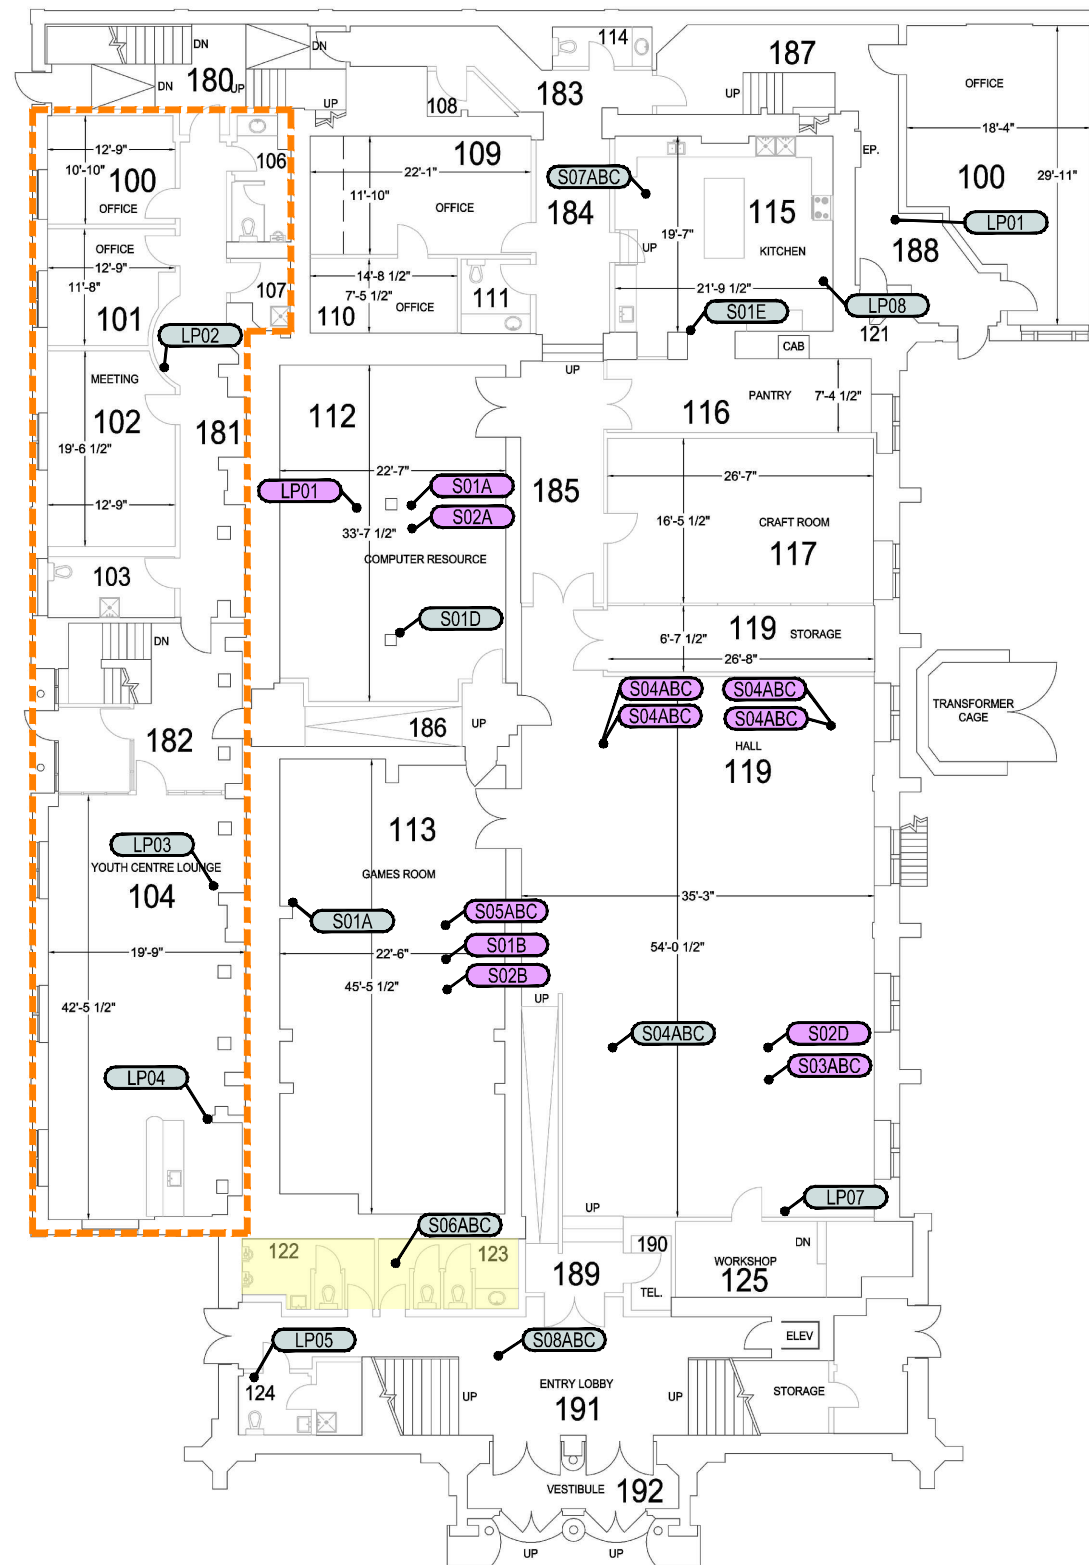 DN
DN
180
DN
UP
UP
114
187
183
UP
108
OFFICE
18'-4"
100
29'-11"
12'-9"
10'-10"
100
OFFICE
106
109
22'-1"
11'-10"
OFFICE
S07ABC
184
UP
19'-7"
115
KITCHEN
EP.
LP01
188
OFFICE
12'-9"
11'-8"
101
107
14'-8 1/2"
7'-5 1/2"
OFFICE
110
111
21'-9 1/2"
LP08
S01E
CAB
121
LP02
MEETING
102
19'-6 1/2"
12'-9"
181
UP
116
PANTRY
7'-4 1/2"
112
22'-7"
LP01
S01A
S02A
33'-7 1/2"
COMPUTER RESOURCE
185
26'-7"
16'-5 1/2"
CRAFT ROOM
117
103
S01D
6'-7 1/2"
119
STORAGE
26'-8"
DN
182
186
UP
S04ABC
S04ABC
S04ABC
S04ABC
HALL
119
TRANSFORMER
CAGE
113
GAMES ROOM
LP03
YOUTH CENTRE LOUNGE
104
S01A
S05ABC
S01B
S02B
35'-3"
54'-0 1/2"
19'-9"
22'-6"
45'-5 1/2"
42'-5 1/2"
UP
S04ABC
S02D
S03ABC
LP04
LP07
S06ABC
UP
122
123
190
189
TEL.
DN
WORKSHOP
125
LP05
S08ABC
ELEV
124
UP
ENTRY LOBBY
191
UP
STORAGE
VESTIBULE
192
UP
UP